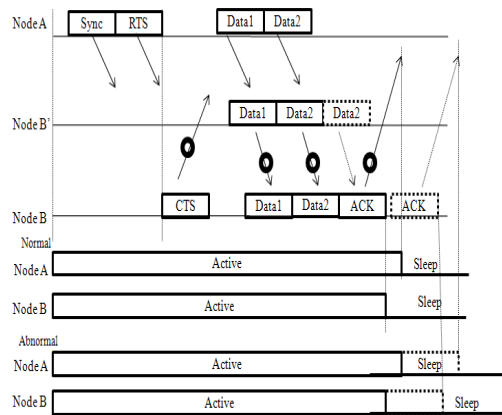 Node A
Sync RTS
Data1 Data2
Node B'
Data1 Data2 Data2
Node B
CTS
Data1 Data2 ACK ACK
Normal
Node A
Active
Sleep
Node B
Active
Sleep
Abnormal
Node A
Active
Sleep
Node B
Active
Sleep